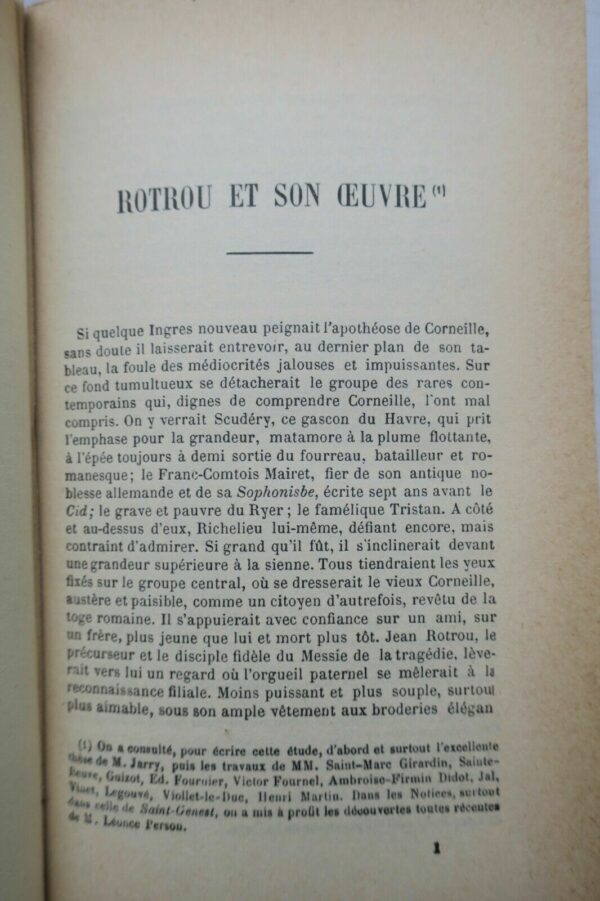 ROTROU ET SON ŒUVRE (1)
Si quelque Ingres nouveau peignait l'apothéose de Corneille,
sans doute il laisserait entrevoir, au dernier plan de son ta-
bleau, la foule des médiocrités jalouses et impuissantes. Sur
ce fond tumultueux se détacherait le groupe des rares con-
temporains qui, dignes de comprendre Corneille, l'ont mal
compris. On y verrait Scudéry, ce gascon du Havre, qui prit
l'emphase pour la grandeur, matamore à la plume flottante,
à l'épée toujours à demi sortie du fourreau, batailleur et ro-
manesque; le Franc-Comtois Mairet, fier de son antique no-
blesse allemande et de sa Sophonisbe, écrite sept ans avant le
Cid; le grave et pauvre du Ryer; le famélique Tristan. A côté
et au-dessus d'eux, Richelieu lui-même, défiant encore, mais
contraint d'admirer. Si grand qu'il fût, il s'inclinerait devant
une grandeur supérieure à la sienne. Tous tiendraient les yeux
fixés sur le groupe central, où se dresserait le vieux Corneille,
austère et paisible, comme un citoyen d'autrefois, revêtu de la
toge romaine. Il s'appuierait avec confiance sur un ami, sur
un frère, plus jeune que lui et mort plus tôt. Jean Rotrou, le
précurseur et le disciple fidèle du Messie de la tragédie, lève-
rait vers lui un regard où l'orgueil paternel se mêlerait à la
reconnaissance filiale. Moins puissant et plus souple, surtout
plus aimable, sous son ample vêtement aux broderies élégan
(1) On a consulté, pour écrire cette étude, d'abord et surtout l'excellente
thèse de M. Jarry, puis les travaux de MM. Saint-Marc Girardin, Sainte-
Beuve, Guizot, Ed. Fournier, Victor Fournel, Ambroise-Firmin Didot, Jal,
Vinet, Legouvé, Viollet-le-Duc, Henri Martin. Dans les Notices, surtout
dans celle de Saint-Genest, on a mis à profit les découvertes toutes récentes
de M. Léonce Person.
1